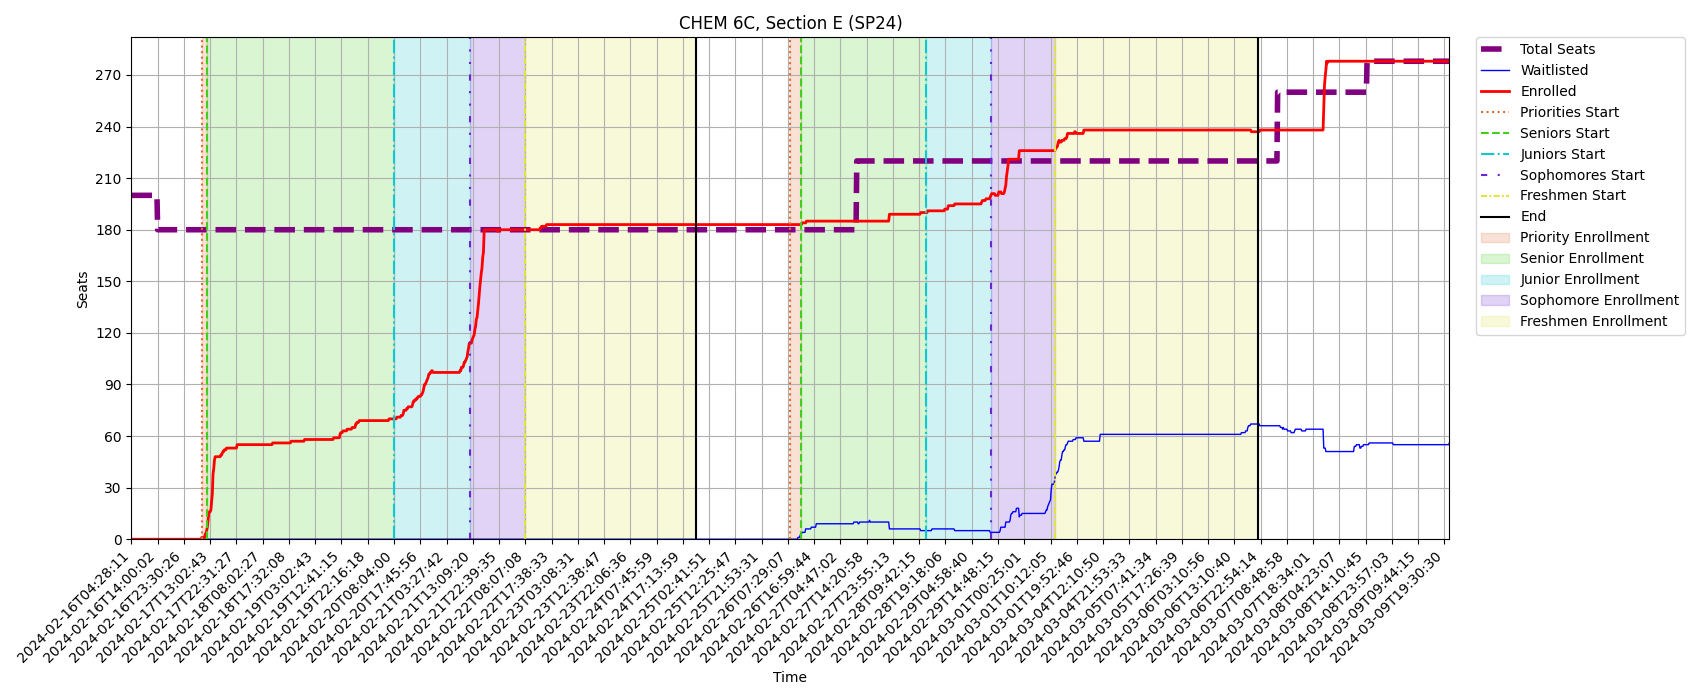 CHEM 6C, Section E (SP24)
Total Seats
Waitlisted
Enrolled
Priorities Start
Seniors Start
Juniors Start
Sophomores Start
Freshmen Start
End
Priority Enrollment
Senior Enrollment
Junior Enrollment
Sophomore Enrollment
Freshmen Enrollment
Seats
270
240
210
180
150
120
90
60
30
0
2024-02-16T04:28:11
2024-02-16T14:00:02
2024-02-16T23:30:26
2024-02-17T13:02:43
2024-02-17T22:31:27
2024-02-18T08:02:27
2024-02-18T17:32:08
2024-02-19T03:02:43
2024-02-19T12:41:15
2024-02-19T22:16:18
2024-02-20T08:04:00
2024-02-20T17:45:56
2024-02-21T03:27:42
2024-02-21T13:09:20
2024-02-21T22:39:35
2024-02-22T08:07:08
2024-02-22T17:38:33
2024-02-23T03:08:31
2024-02-23T12:38:47
2024-02-23T22:06:36
2024-02-24T07:45:59
2024-02-24T17:13:59
2024-02-25T02:41:51
2024-02-25T12:25:47
2024-02-25T21:53:31
2024-02-26T07:29:07
2024-02-26T16:59:44
2024-02-27T04:47:02
2024-02-27T14:20:58
2024-02-27T23:55:13
2024-02-28T09:42:15
2024-02-28T19:18:06
2024-02-29T04:58:40
2024-02-29T14:48:15
2024-03-01T00:25:01
2024-03-01T10:12:05
2024-03-01T19:52:46
2024-03-04T12:10:50
2024-03-04T21:53:33
2024-03-05T07:41:34
2024-03-05T17:26:39
2024-03-06T03:10:56
2024-03-06T13:10:40
2024-03-06T22:54:14
2024-03-07T08:48:58
2024-03-07T18:34:01
2024-03-08T04:23:07
2024-03-08T14:10:45
2024-03-08T23:57:03
2024-03-09T09:44:15
2024-03-09T19:30:30
Time